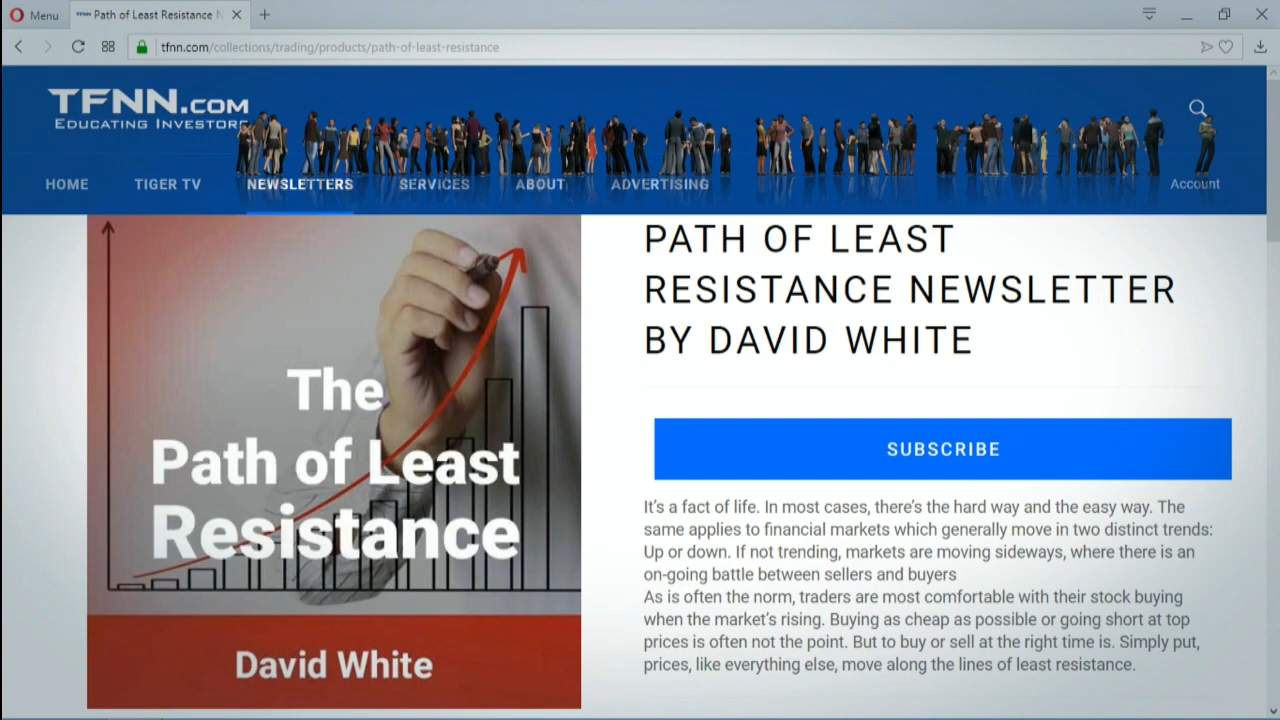 Menu
Path of Least Resistance N
tfnn.com/collections/trading/products/path-of-least-resistance
TFNN.COM
EDUCATING INVESTORS
HOME
TIGER TV
NEWSLETTERS
SERVICES
ABOUT
ADVERTISING
Account
The
Path of Least
Resistance
David White
PATH OF LEAST
RESISTANCE NEWSLETTER
BY DAVID WHITE
SUBSCRIBE
It's a fact of life. In most cases, there's the hard way and the easy way. The
same applies to financial markets which generally move in two distinct trends:
Up or down. If not trending, markets are moving sideways, where there is an
on-going battle between sellers and buyers
As is often the norm, traders are most comfortable with their stock buying
when the market's rising. Buying as cheap as possible or going short at top
prices is often not the point. But to buy or sell at the right time is. Simply put,
prices, like everything else, move along the lines of least resistance.